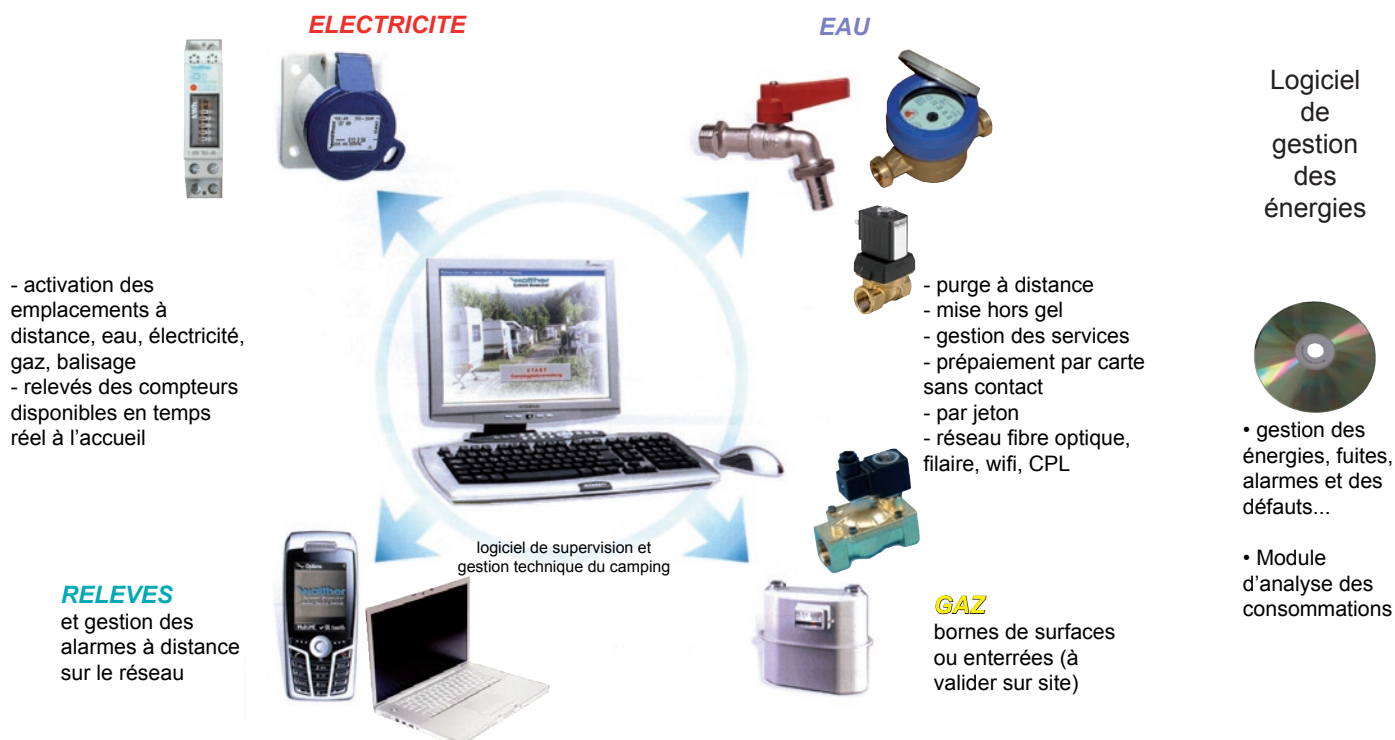 ELECTRICITE
EAU
Logiciel
de
gestion
des
énergies
- activation des
emplacements à
distance, eau, électricité,
gaz, balisage
- relevés des compteurs
disponibles en temps
réel à l'accueil
walther
START
- purge à distance
- mise hors gel
- gestion des services
- prépaiement par carte
sans contact
- par jeton
- réseau fibre optique,
filaire, wifi, CPL
• gestion des
énergies, fuites,
alarmes et des
défauts...
• Module
d'analyse des
consommations
logiciel de supervision et
gestion technique du camping
RELEVES
et gestion des
alarmes à distance
sur le réseau
Options
walther
GAZ
bornes de surfaces
ou enterrées (à
valider sur site)